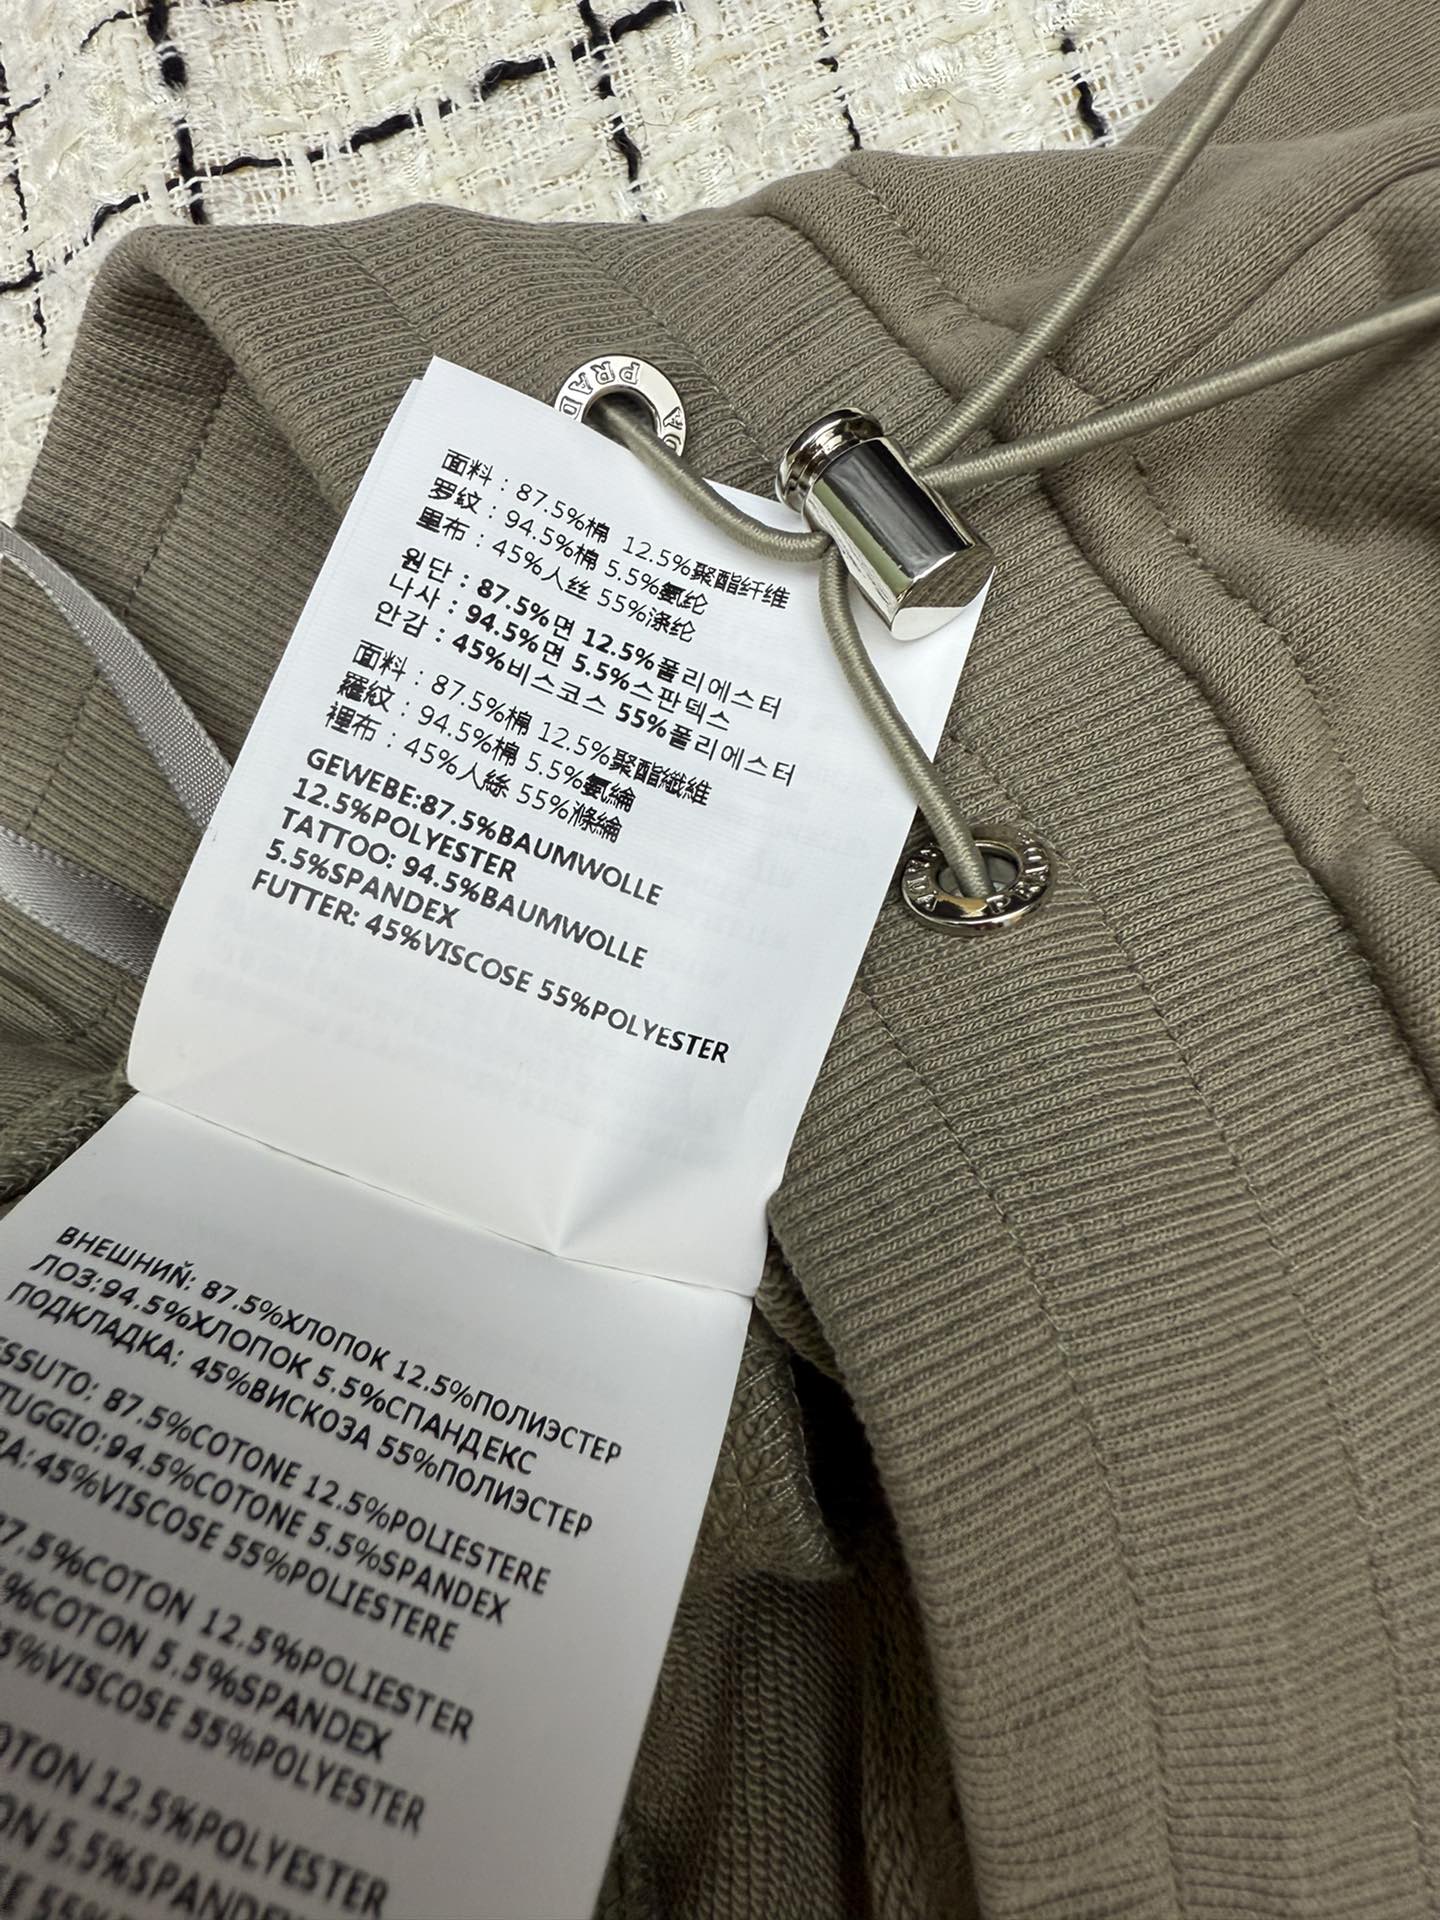 PRADA
面料：87.5%棉 12.5%聚酯纤维
罗纹：94.5%棉 5.5%氨纶
里布：45%人丝 55%涤纶
원단：87.5%면 12.5%폴리에스터
나사：94.5%면 5.5%스판덱스
안감：45%비스코스 55%폴리에스터
面料：87.5%棉 12.5%聚酯纖維
羅紋：94.5%棉 5.5%氨綸
裡布：45%人絲 55%滌綸
GEWEBE:87.5%BAUMWOLLE
12.5%POLYESTER
TATTOO: 94.5%BAUMWOLLE
5.5%SPANDEX
FUTTER: 45%VISCOSE 55%POLYESTER
PRADA
ВНЕШНИЙ: 87.5%ХЛОПОК 12.5%ПОЛИЭСТЕР
ЛОЗ:94.5%ХЛОПОК 5.5%СПАНДЕКС
ПОДКЛАДКА: 45%ВИСКОЗА 55%ПОЛИЭСТЕР
SSUTO: 87.5%COTONE 12.5%POLIESTERE
TUGGIO:94.5%COTONE 5.5%SPANDEX
RA:45%VISCOSE 55%POLIESTERE
87.5%COTON 12.5%POLIESTER
%COTON 5.5%SPANDEX
5%VISCOSE 55%POLYESTER
OTON 12.5%POLYESTER
ON 5.5%SPANDEX
55%POLYESTER